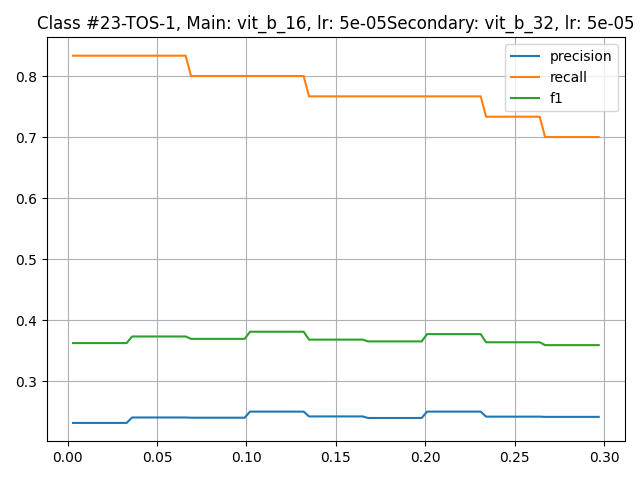 Class #23-TOS-1, Main: vit_b_16, lr: 5e-05Secondary: vit_b_32, lr: 5e-05
precision
recall
f1
0.8
0.7
0.6
0.5
0.4
0.3
0.00 0.05 0.10 0.15 0.20 0.25 0.30